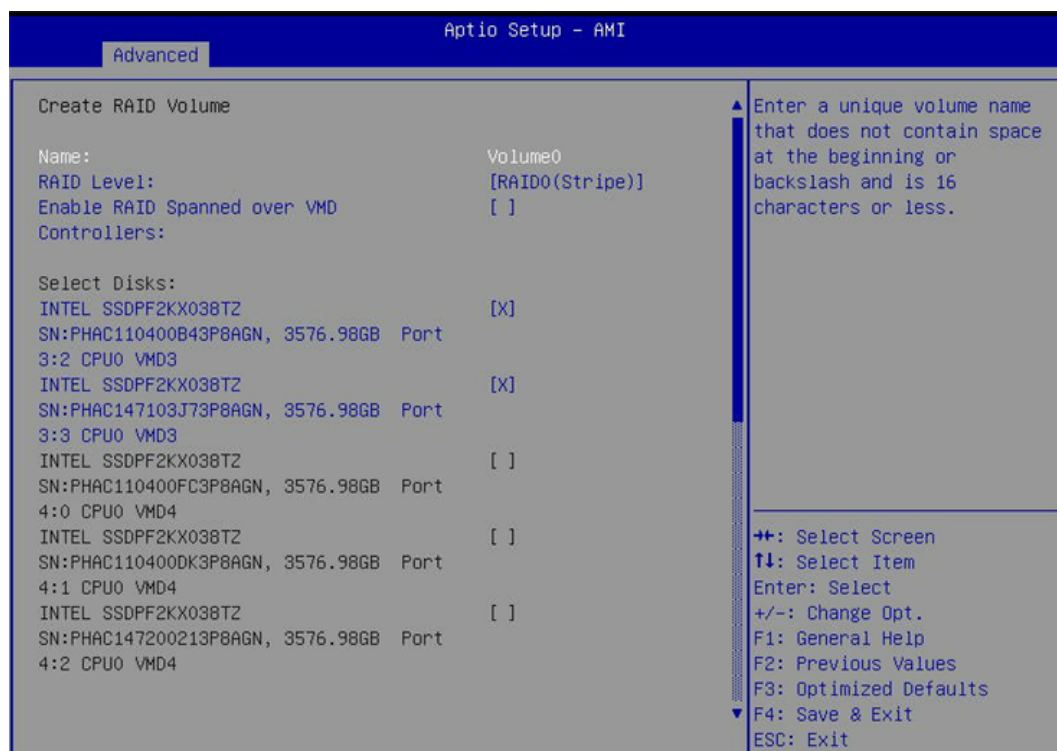 Aptio Setup – AMI
Advanced
Create RAID Volume
Name: Volume0
RAID Level: [RAID0(Stripe)]
Enable RAID Spanned over VMD [ ]
Controllers:
Select Disks:
INTEL SSDPF2KX038TZ [X]
SN:PHAC110400B43P8AGN, 3576.98GB Port
3:2 CPU0 VMD3
INTEL SSDPF2KX038TZ [X]
SN:PHAC147103J73P8AGN, 3576.98GB Port
3:3 CPU0 VMD3
INTEL SSDPF2KX038TZ [ ]
SN:PHAC110400FC3P8AGN, 3576.98GB Port
4:0 CPU0 VMD4
INTEL SSDPF2KX038TZ [ ]
SN:PHAC110400DK3P8AGN, 3576.98GB Port
4:1 CPU0 VMD4
INTEL SSDPF2KX038TZ [ ]
SN:PHAC147200213P8AGN, 3576.98GB Port
4:2 CPU0 VMD4
Enter a unique volume name
that does not contain space
at the beginning or
backslash and is 16
characters or less.
→←: Select Screen
↑↓: Select Item
Enter: Select
+/-: Change Opt.
F1: General Help
F2: Previous Values
F3: Optimized Defaults
F4: Save & Exit
ESC: Exit